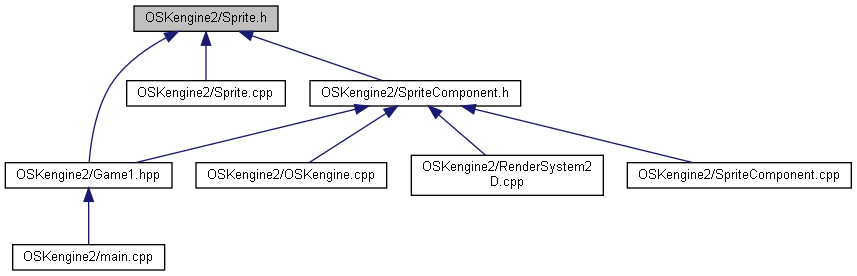 OSKengine2/Sprite.h
OSKengine2/Sprite.cpp
OSKengine2/SpriteComponent.h
OSKengine2/Game1.hpp
OSKengine2/OSKengine.cpp
OSKengine2/RenderSystem2
D.cpp
OSKengine2/SpriteComponent.cpp
OSKengine2/main.cpp